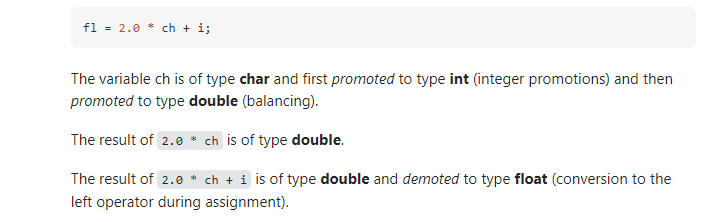 fl = 2.0 * ch + i;
The variable ch is of type char and first promoted to type int (integer promotions) and then
promoted to type double (balancing).
The result of 2.0 * ch is of type double.
The result of 2.0 * ch + i is of type double and demoted to type float (conversion to the
left operator during assignment).